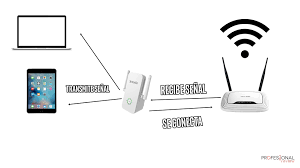 TRANSMITE SEÑAL
RECIBE SEÑAL
SE CONECTA
PROFESIONAL